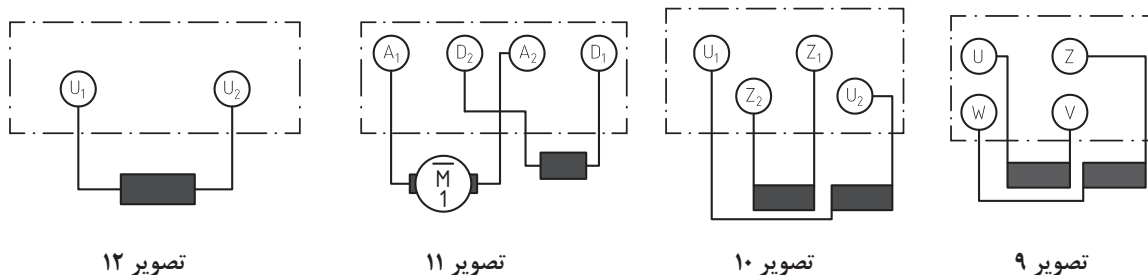 U₁ U₂
A₁ D₂ A₂ D₁
M
1
U₁ Z₁
Z₂ U₂
U Z
W V
تصویر ۹
تصویر ۱۰
تصویر ۱۱
تصویر ۱۲